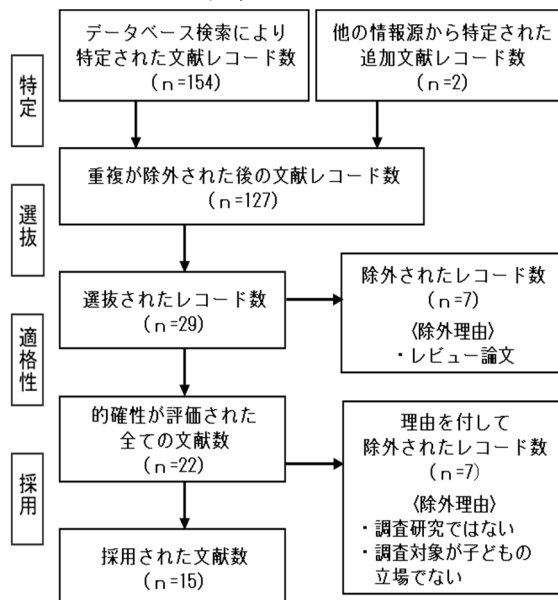 データベース検索により
特定された文献レコード数
(n=154)
他の情報源から特定された
追加文献レコード数
(n=2)
特定
重複が除外された後の文献レコード数
(n=127)
選抜
選抜されたレコード数
(n=29)
除外されたレコード数
(n=7)
〈除外理由〉
・レビュー論文
適格性
的確性が評価された
全ての文献数
(n=22)
理由を付して
除外されたレコード数
(n=7)
〈除外理由〉
・調査研究ではない
・調査対象が子どもの
立場でない
採用
採用された文献数
(n=15)